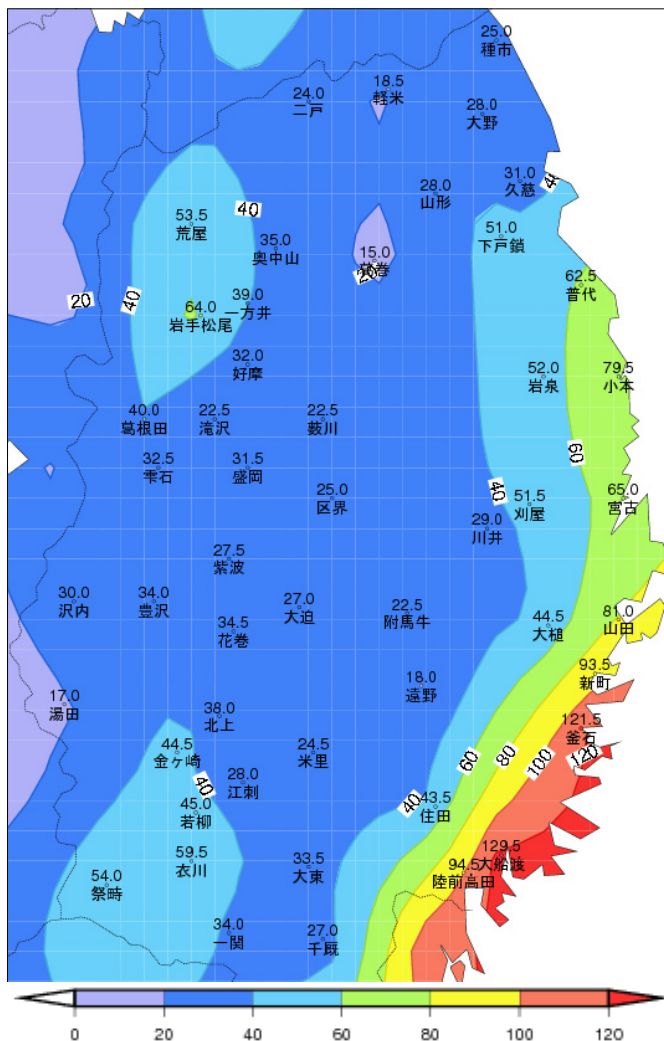 25.0
種市
18.5
軽米
24.0
二戸
28.0
大野
31.0
久慈
28.0
山形
53.5
荒屋
40
51.0
下戸鎖
35.0
奥中山
15.0
葛巻
20
62.5
普代
20
40
64.0
岩手松尾
39.0
一方井
32.0
好摩
52.0
岩泉
79.5
小本
40.0
葛根田
22.5
滝沢
22.5
薮川
60
32.5
雫石
31.5
盛岡
25.0
区界
40
51.5
刈屋
65.0
宮古
29.0
川井
27.5
紫波
30.0
沢内
34.0
豊沢
27.0
大迫
22.5
附馬牛
44.5
大槌
81.0
山田
34.5
花巻
18.0
遠野
93.5
新町
17.0
湯田
38.0
北上
121.5
釜石
44.5
金ヶ崎
24.5
米里
60
80
100
120
28.0
江刺
40
45.0
若柳
40
43.5
住田
59.5
衣川
33.5
大東
129.5
大船渡
94.5
陸前高田
54.0
祭畤
34.0
一関
27.0
千厩
0 20 40 60 80 100 120